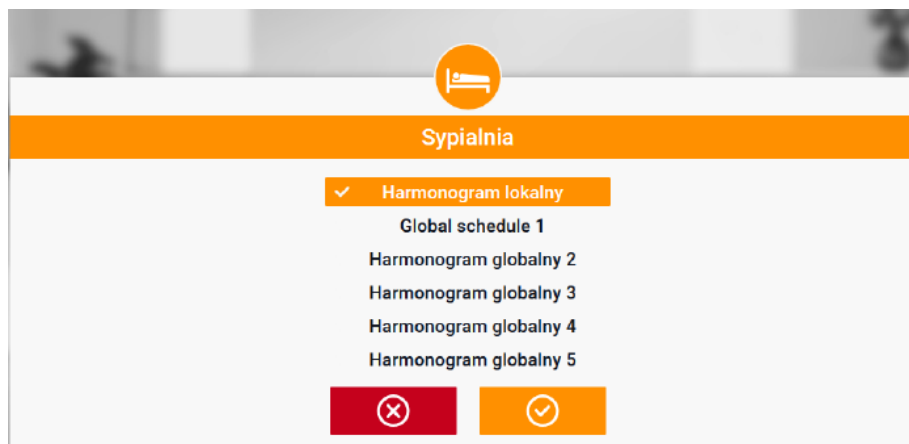 Sypialnia
Harmonogram lokalny
Global schedule 1
Harmonogram globalny 2
Harmonogram globalny 3
Harmonogram globalny 4
Harmonogram globalny 5